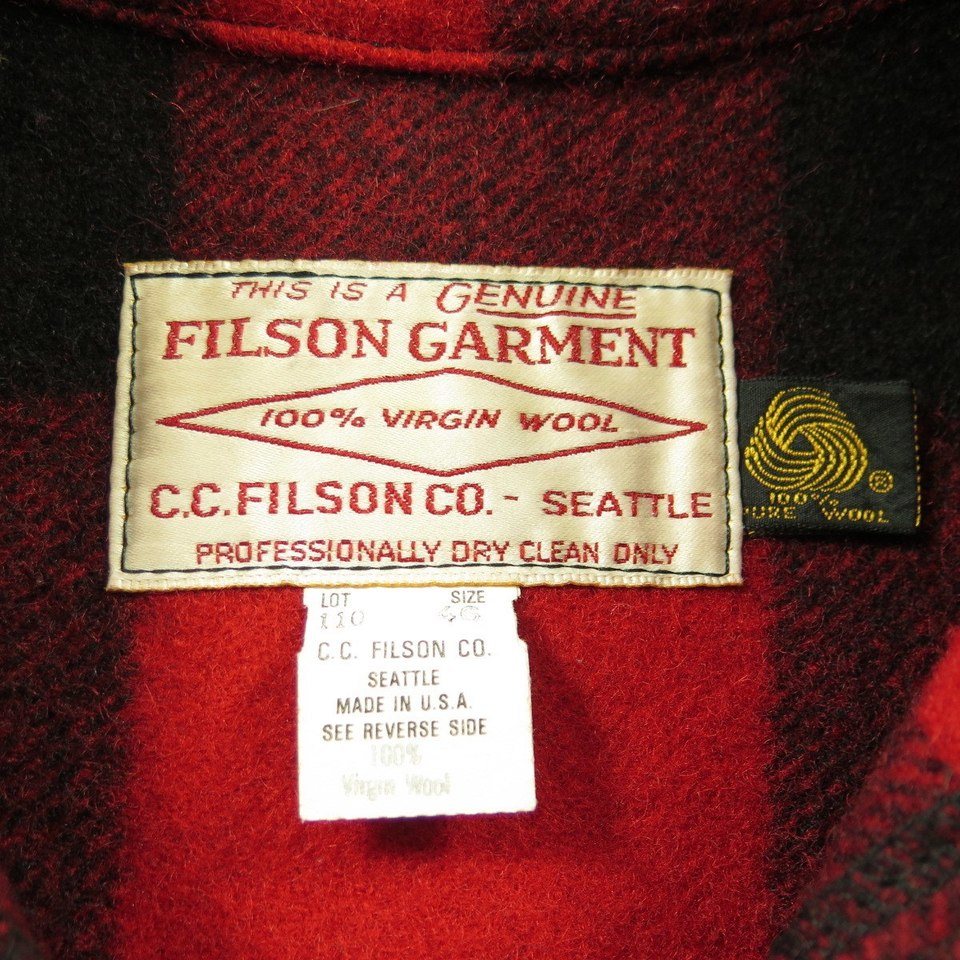 THIS IS A GENUINE
FILSON GARMENT
100% VIRGIN WOOL
C.C. FILSON CO. - SEATTLE
PROFESSIONALLY DRY CLEAN ONLY
100%
PURE WOOL
®
LOT SIZE
110 46
C.C. FILSON CO.
SEATTLE
MADE IN U.S.A.
SEE REVERSE SIDE
100%
Virgin Wool